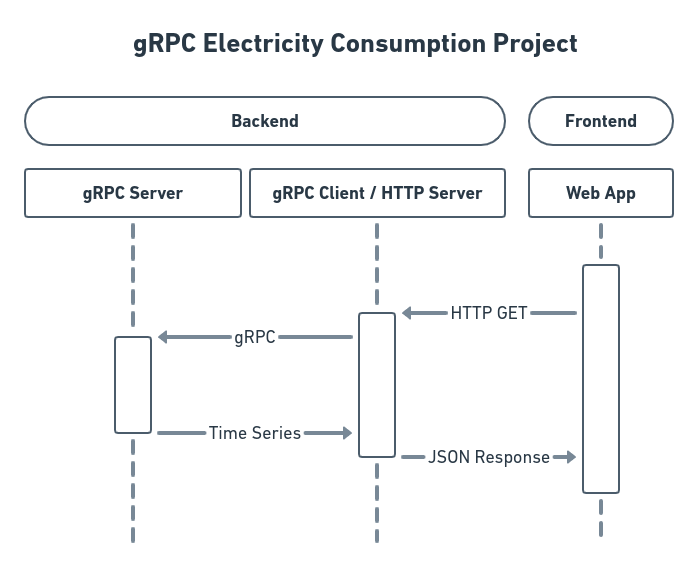 gRPC Electricity Consumption Project
Backend
Frontend
gRPC Server
gRPC Client / HTTP Server
Web App
HTTP GET
gRPC
Time Series
JSON Response